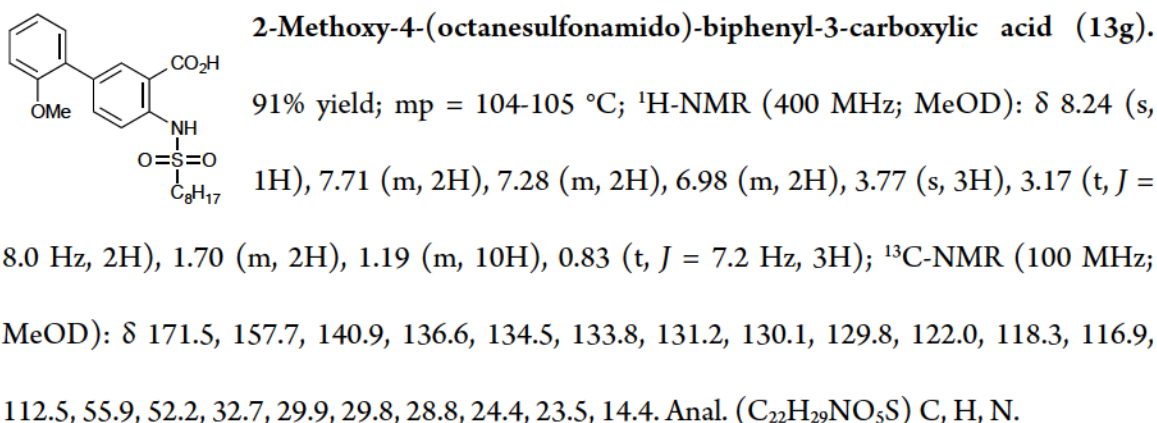 2-Methoxy-4-(octanesulfonamido)-biphenyl-3-carboxylic acid (13g).
CO₂H
OMe
91% yield; mp = 104-105 °C; ¹H-NMR (400 MHz; MeOD): δ 8.24 (s,
NH
O=S=O
C₈H₁₇
1H), 7.71 (m, 2H), 7.28 (m, 2H), 6.98 (m, 2H), 3.77 (s, 3H), 3.17 (t, J =
8.0 Hz, 2H), 1.70 (m, 2H), 1.19 (m, 10H), 0.83 (t, J = 7.2 Hz, 3H); ¹³C-NMR (100 MHz;
MeOD): δ 171.5, 157.7, 140.9, 136.6, 134.5, 133.8, 131.2, 130.1, 129.8, 122.0, 118.3, 116.9,
112.5, 55.9, 52.2, 32.7, 29.9, 29.8, 28.8, 24.4, 23.5, 14.4. Anal. (C₂₂H₂₉NO₅S) C, H, N.